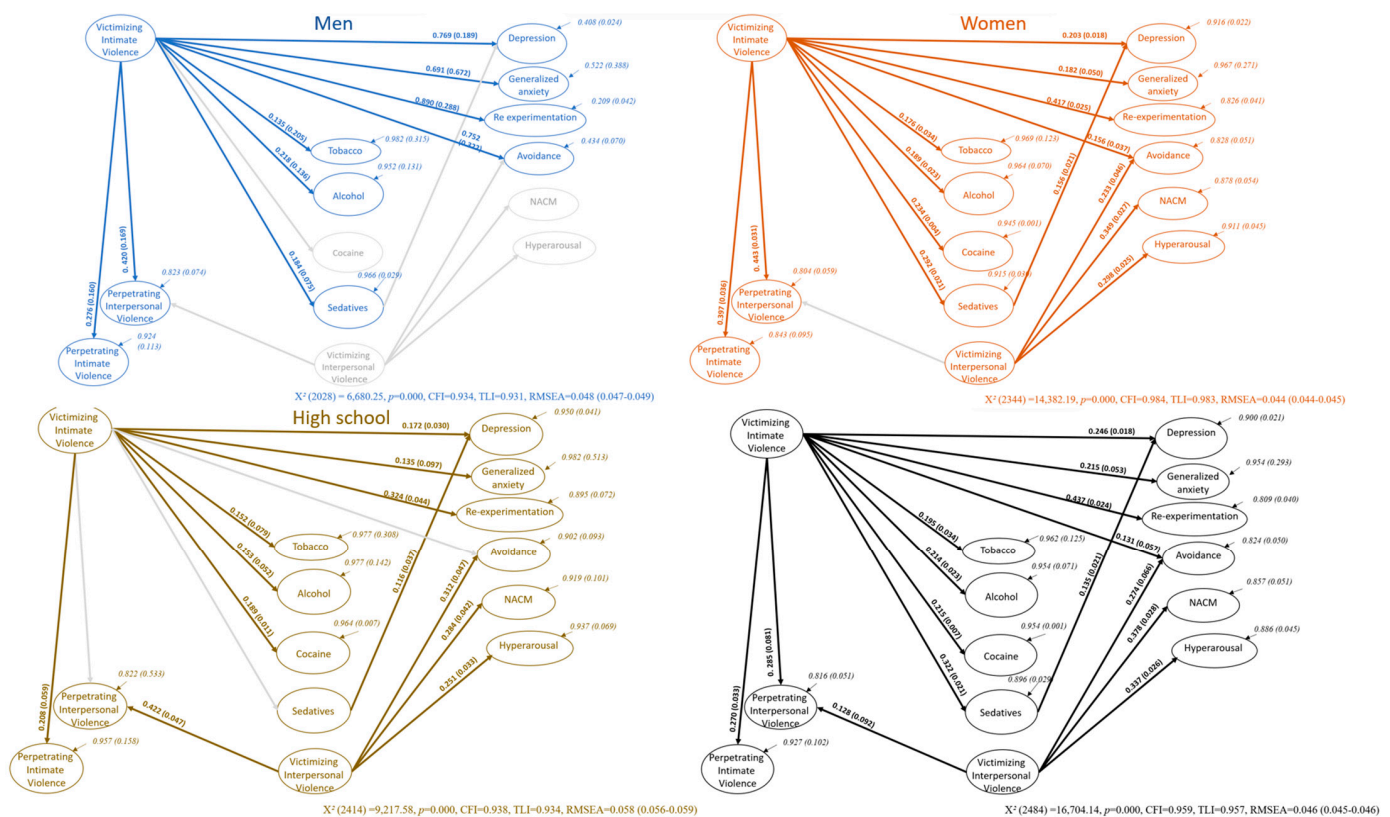 Men
Victimizing
Intimate
Violence
0.769 (0.189)
Depression
0.408 (0.024)
0.691 (0.672)
Generalized
anxiety
0.522 (0.388)
0.890 (0.288)
Re experimentation
0.209 (0.042)
0.752
Avoidance
0.434 (0.070)
0.135 (0.205)
Tobacco
0.982 (0.315)
0.218 (0.136)
Alcohol
0.952 (0.131)
NACM
Hyperarousal
Cocaine
0.184 (0.075)
Sedatives
0.966 (0.029)
0.420 (0.169)
0.276 (0.160)
Perpetrating
Interpersonal
Violence
0.823 (0.074)
Perpetrating
Intimate
Violence
0.924
(0.113)
Victimizing
Interpersonal
Violence
X² (2028) = 6,680.25, p=0.000, CFI=0.934, TLI=0.931, RMSEA=0.048 (0.047-0.049)
Women
Victimizing
Intimate
Violence
0.203 (0.018)
Depression
0.916 (0.022)
0.182 (0.050)
Generalized
anxiety
0.967 (0.271)
0.417 (0.025)
Re-experimentation
0.826 (0.041)
0.156 (0.037)
Avoidance
0.828 (0.051)
0.176 (0.034)
Tobacco
0.969 (0.123)
0.189 (0.023)
Alcohol
0.964 (0.070)
0.156 (0.021)
0.233 (0.046)
NACM
0.878 (0.054)
0.349 (0.027)
Hyperarousal
0.911 (0.045)
0.298 (0.025)
0.234 (0.004)
Cocaine
0.945 (0.001)
0.292 (0.021)
Sedatives
0.443 (0.031)
0.397 (0.036)
Perpetrating
Interpersonal
Violence
0.804 (0.059)
Perpetrating
Intimate
Violence
0.843 (0.095)
Victimizing
Interpersonal
Violence
X² (2344) =14,382.19, p=0.000, CFI=0.984, TLI=0.983, RMSEA=0.044 (0.044-0.045)
High school
Victimizing
Intimate
Violence
0.172 (0.030)
Depression
0.950 (0.041)
0.135 (0.097)
Generalized
anxiety
0.982 (0.513)
0.324 (0.044)
Re-experimentation
0.895 (0.072)
Avoidance
0.902 (0.093)
0.152 (0.079)
Tobacco
0.977 (0.308)
0.153 (0.052)
Alcohol
0.977 (0.142)
0.116 (0.037)
0.312 (0.047)
NACM
0.919 (0.101)
0.284 (0.042)
Hyperarousal
0.937 (0.069)
0.251 (0.033)
0.189 (0.011)
Cocaine
0.964 (0.007)
Sedatives
0.208 (0.059)
Perpetrating
Interpersonal
Violence
0.822 (0.533)
0.422 (0.047)
Perpetrating
Intimate
Violence
0.957 (0.158)
Victimizing
Interpersonal
Violence
X² (2414) =9,217.58, p=0.000, CFI=0.938, TLI=0.934, RMSEA=0.058 (0.056-0.059)
Victimizing
Intimate
Violence
0.246 (0.018)
Depression
0.900 (0.021)
0.215 (0.053)
Generalized
anxiety
0.954 (0.293)
0.437 (0.024)
Re-experimentation
0.809 (0.040)
0.131 (0.057)
Avoidance
0.824 (0.050)
0.195 (0.034)
Tobacco
0.962 (0.125)
0.214 (0.023)
Alcohol
0.954 (0.071)
0.135 (0.021)
0.274 (0.066)
NACM
0.857 (0.051)
0.378 (0.028)
Hyperarousal
0.886 (0.045)
0.337 (0.026)
0.215 (0.007)
Cocaine
0.954 (0.001)
0.322 (0.021)
Sedatives
0.896 (0.029)
0.285 (0.081)
0.270 (0.033)
Perpetrating
Interpersonal
Violence
0.816 (0.051)
0.128 (0.092)
Perpetrating
Intimate
Violence
0.927 (0.102)
Victimizing
Interpersonal
Violence
X² (2484) =16,704.14, p=0.000, CFI=0.959, TLI=0.957, RMSEA=0.046 (0.045-0.046)